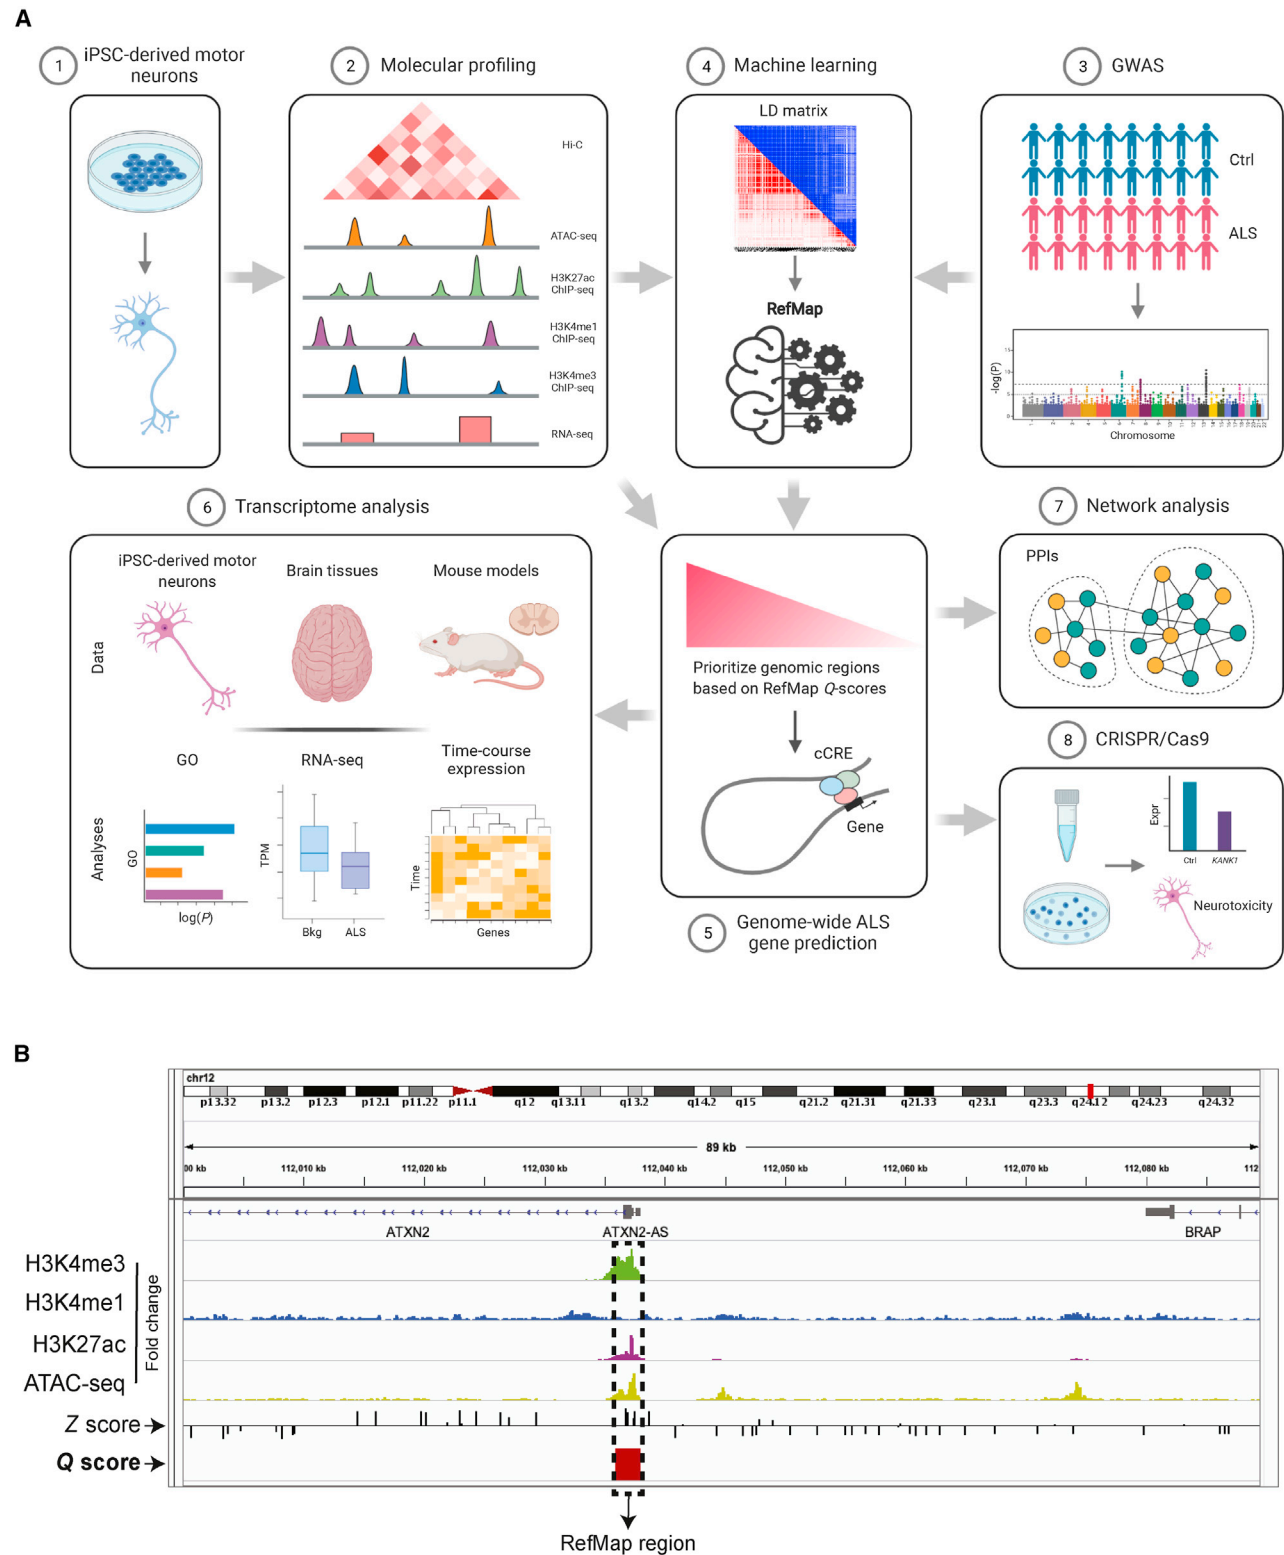 A
1
iPSC-derived motor
neurons
2
Molecular profiling
4
Machine learning
3
GWAS
Hi-C
ATAC-seq
H3K27ac
ChIP-seq
H3K4me1
ChIP-seq
H3K4me3
ChIP-seq
RNA-seq
LD matrix
RefMap
Ctrl
ALS
-log(P)
15
10
5
0
Chromosome
6
Transcriptome analysis
iPSC-derived motor
neurons
Brain tissues
Mouse models
Data
GO
RNA-seq
Time-course
expression
Analyses
GO
log(P)
TPM
Bkg
ALS
Time
Genes
Prioritize genomic regions
based on RefMap Q-scores
cCRE
Gene
5
Genome-wide ALS
gene prediction
7
Network analysis
PPIs
8
CRISPR/Cas9
Expr
Ctrl
KANK1
Neurotoxicity
B
chr12
p13.32 p13.2 p12.3 p12.1 p11.22 p11.1 q12 q13.11 q13.2 q14.2 q15 q21.2 q21.31 q21.33 q23.1 q23.3 q24.12 q24.23 q24.32
89 kb
00 kb 112,010 kb 112,020 kb 112,030 kb 112,040 kb 112,050 kb 112,060 kb 112,070 kb 112,080 kb 112
ATXN2 ATXN2-AS BRAP
H3K4me3
H3K4me1
H3K27ac
ATAC-seq
Fold change
Z score
Q score
RefMap region